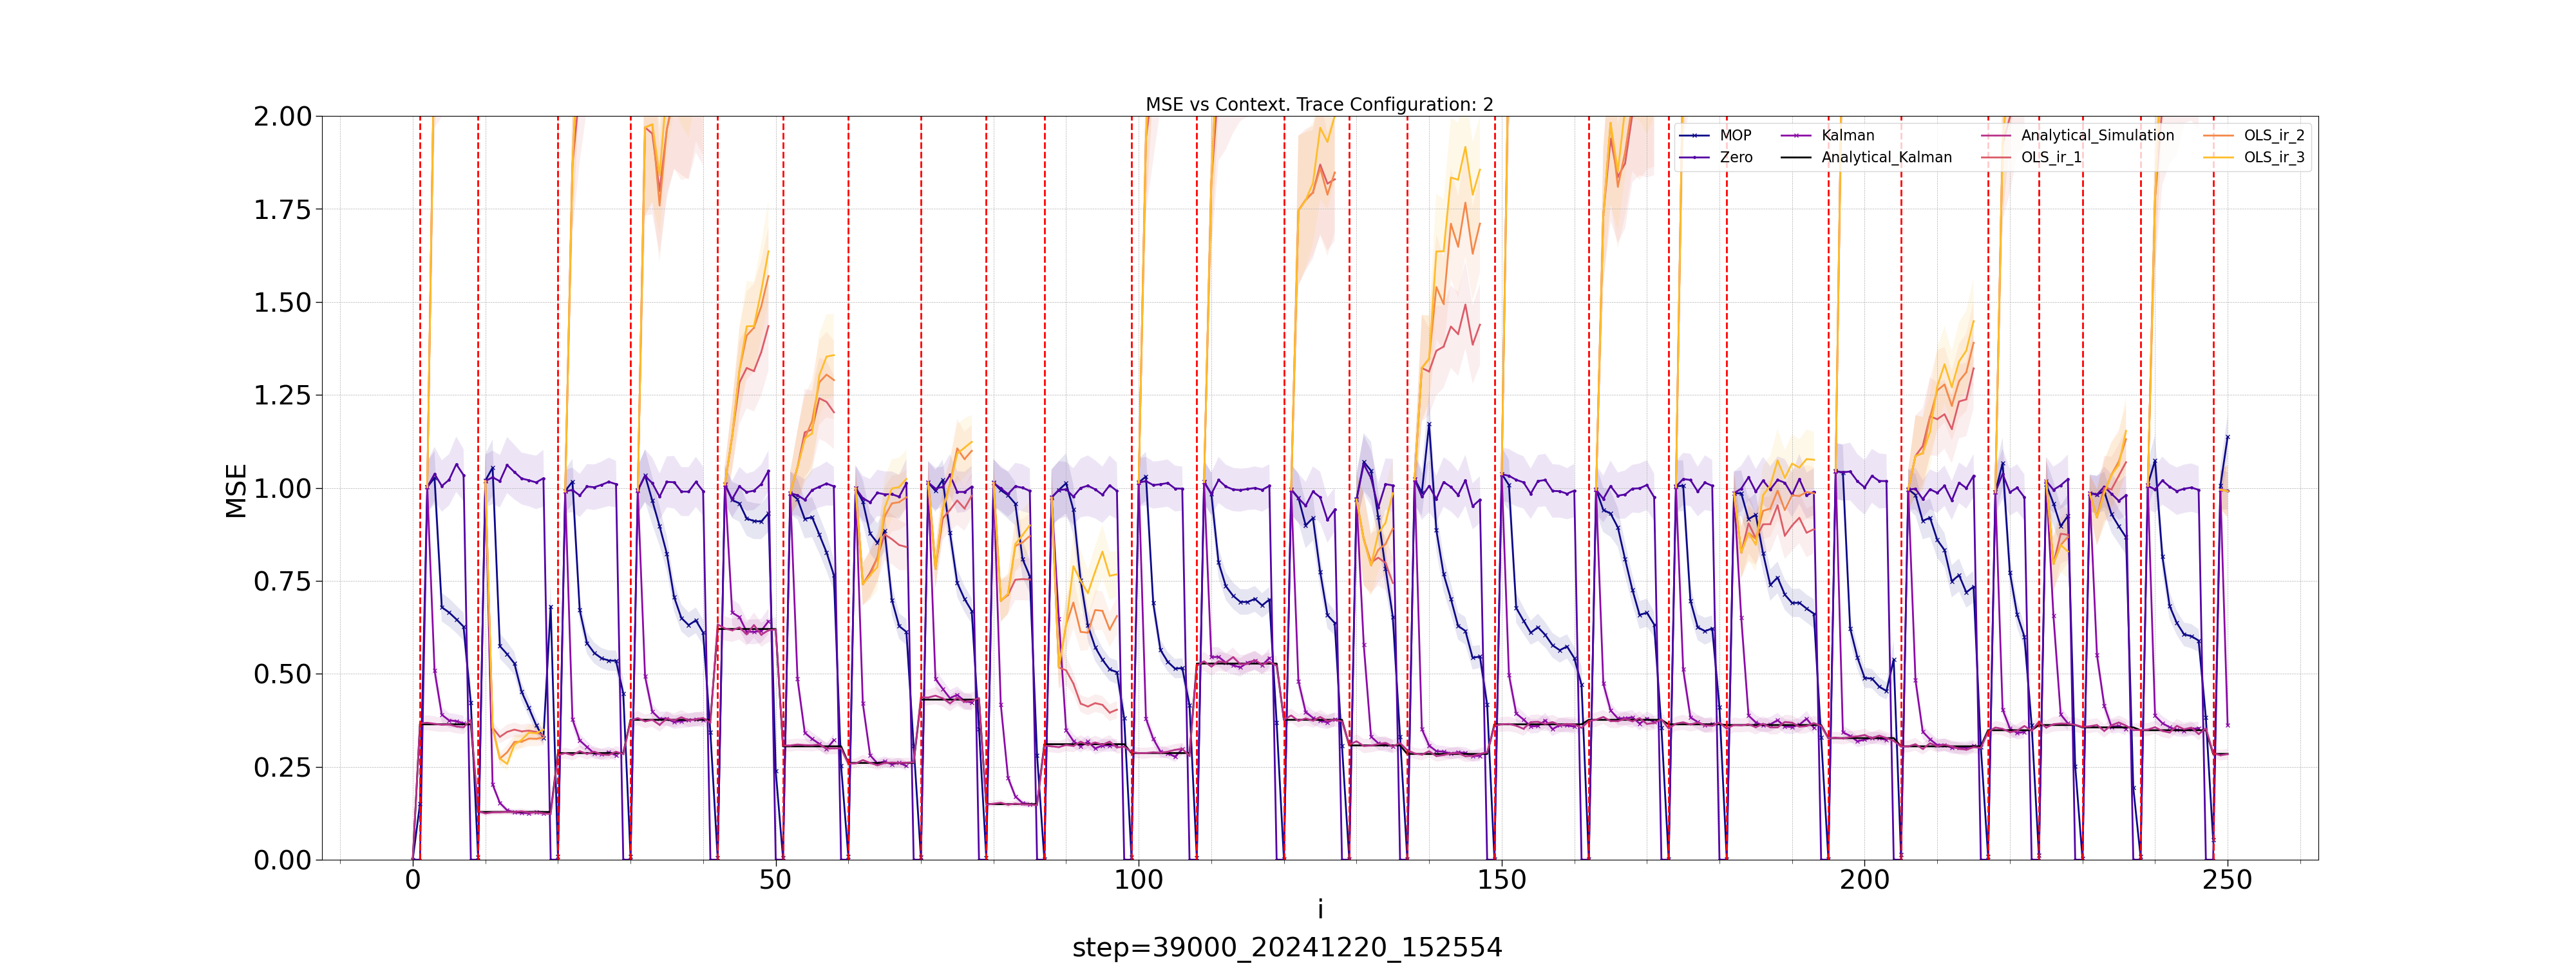 MSE vs Context. Trace Configuration: 2
MOP
Zero
Kalman
Analytical_Kalman
Analytical_Simulation
OLS_ir_1
OLS_ir_2
OLS_ir_3
2.00
1.75
1.50
1.25
1.00
0.75
0.50
0.25
0.00
MSE
0 50 100 150 200 250
i
step=39000_20241220_152554